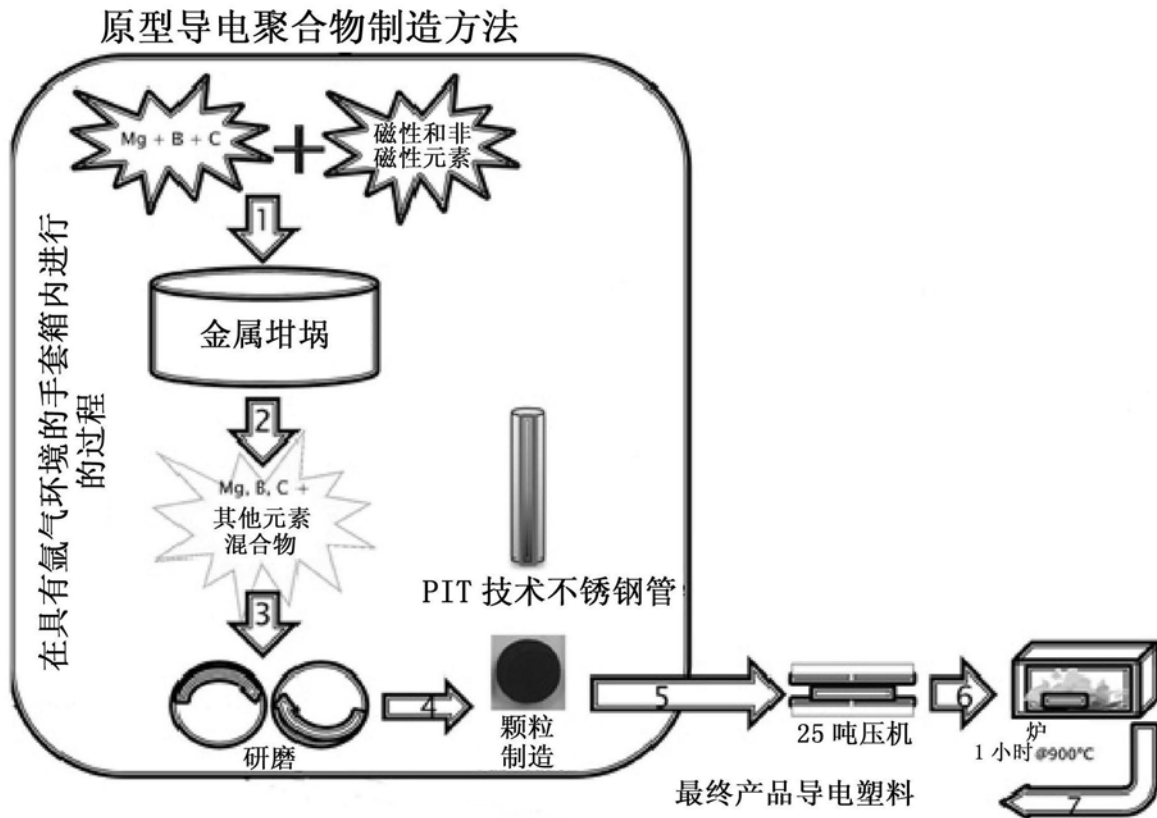 原型导电聚合物制造方法
Mg + B + C
+
磁性和非
磁性元素
1
金属坩埚
在具有氩气环境的手套箱内进行
的过程
2
Mg, B, C +
其他元素
混合物
PIT 技术不锈钢管
3
研磨
4
颗粒
制造
5
25 吨压机
6
炉
1 小时@900℃
7
最终产品导电塑料